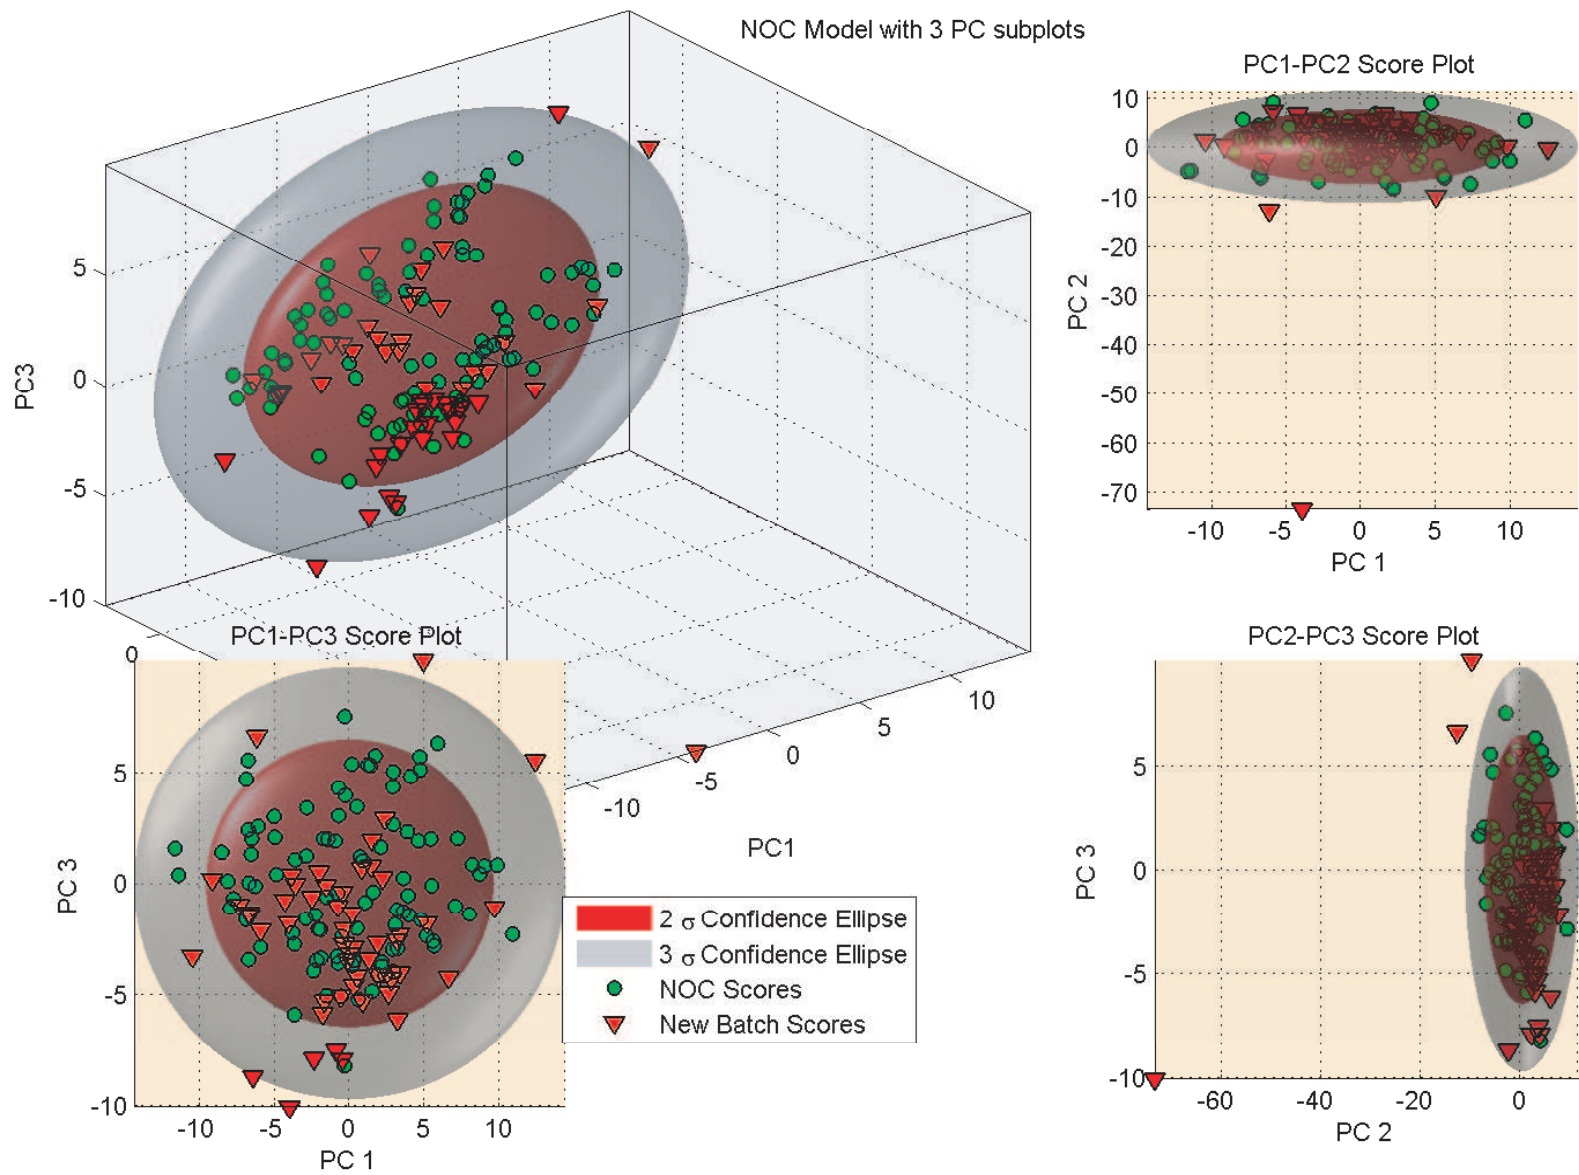 NOC Model with 3 PC subplots
PC3
5
0
-5
-10
0
-10
-5
0
5
10
PC1
PC1-PC2 Score Plot
PC 2
10
0
-10
-20
-30
-40
-50
-60
-70
-10
-5
0
5
10
PC 1
PC1-PC3 Score Plot
PC 3
5
0
-5
-10
-10
-5
0
5
10
PC 1
2 σ Confidence Ellipse
3 σ Confidence Ellipse
NOC Scores
New Batch Scores
PC2-PC3 Score Plot
PC 3
5
0
-5
-10
-60
-40
-20
0
PC 2